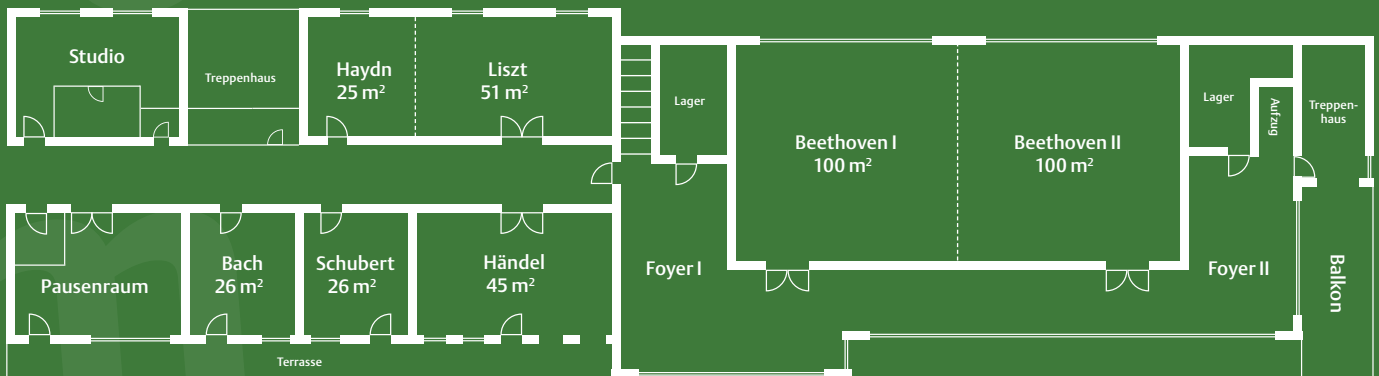 Studio
Treppenhaus
Haydn
25 m²
Liszt
51 m²
Lager
Beethoven I
100 m²
Beethoven II
100 m²
Lager
Aufzug
Treppen-
haus
Pausenraum
Bach
26 m²
Schubert
26 m²
Händel
45 m²
Foyer I
Foyer II
Balkon
Terrasse